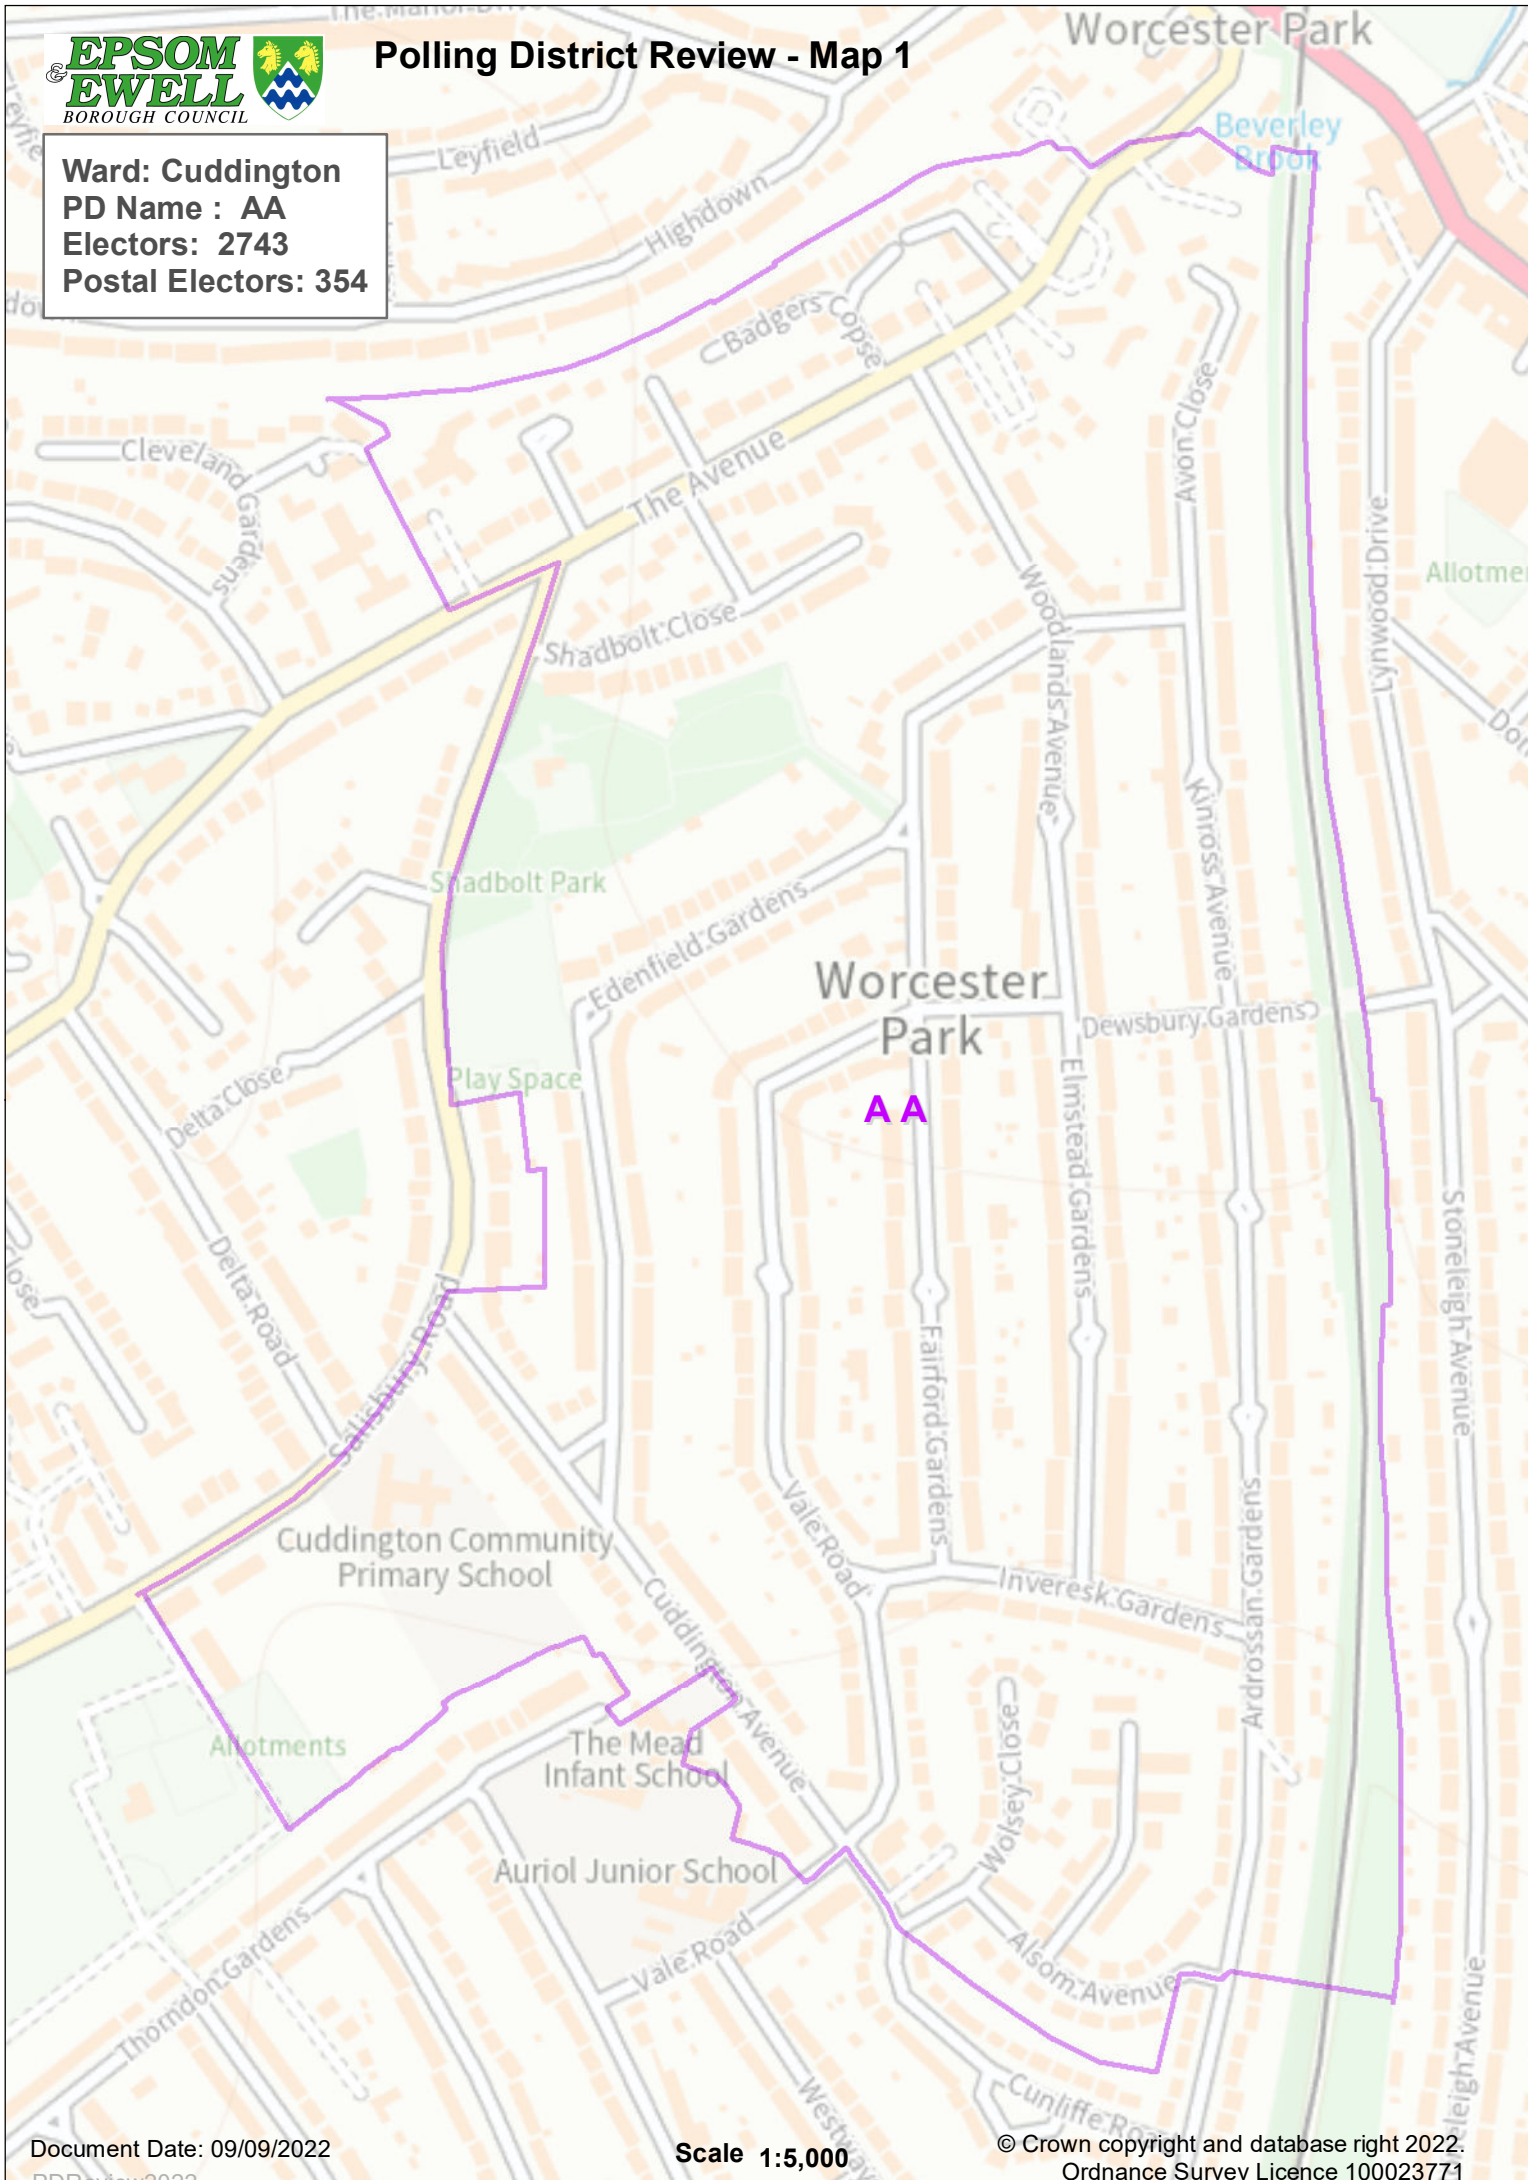 The Manor Drive
Worcester Park
EPSOM
& EWELL
BOROUGH COUNCIL
Polling District Review - Map 1
Ward: Cuddington
PD Name : AA
Electors: 2743
Postal Electors: 354
Leyfield
Highdown
Beverley
Brook
Badgers Copse
Cleveland Gardens
The Avenue
Avon Close
Lynwood Drive
Shadbolt Close
Woodlands Avenue
Kinross Avenue
Shadbolt Park
Edenfield Gardens
Worcester
Park
Dewsbury Gardens
Play Space
A A
Delta Close
Elmstead Gardens
Delta Road
Salisbury Road
Stoneleigh Avenue
Fairford Gardens
Cuddington Community
Primary School
Vale Road
Inveresk Gardens
Ardrossan Gardens
Cuddington Avenue
Allotments
The Mead
Infant School
Wolsey Close
Auriol Junior School
Vale Road
Alsom Avenue
Thorndon Gardens
Cunliffe Road
Document Date: 09/09/2022
Scale 1:5,000
© Crown copyright and database right 2022.
Ordnance Survey Licence 100023771